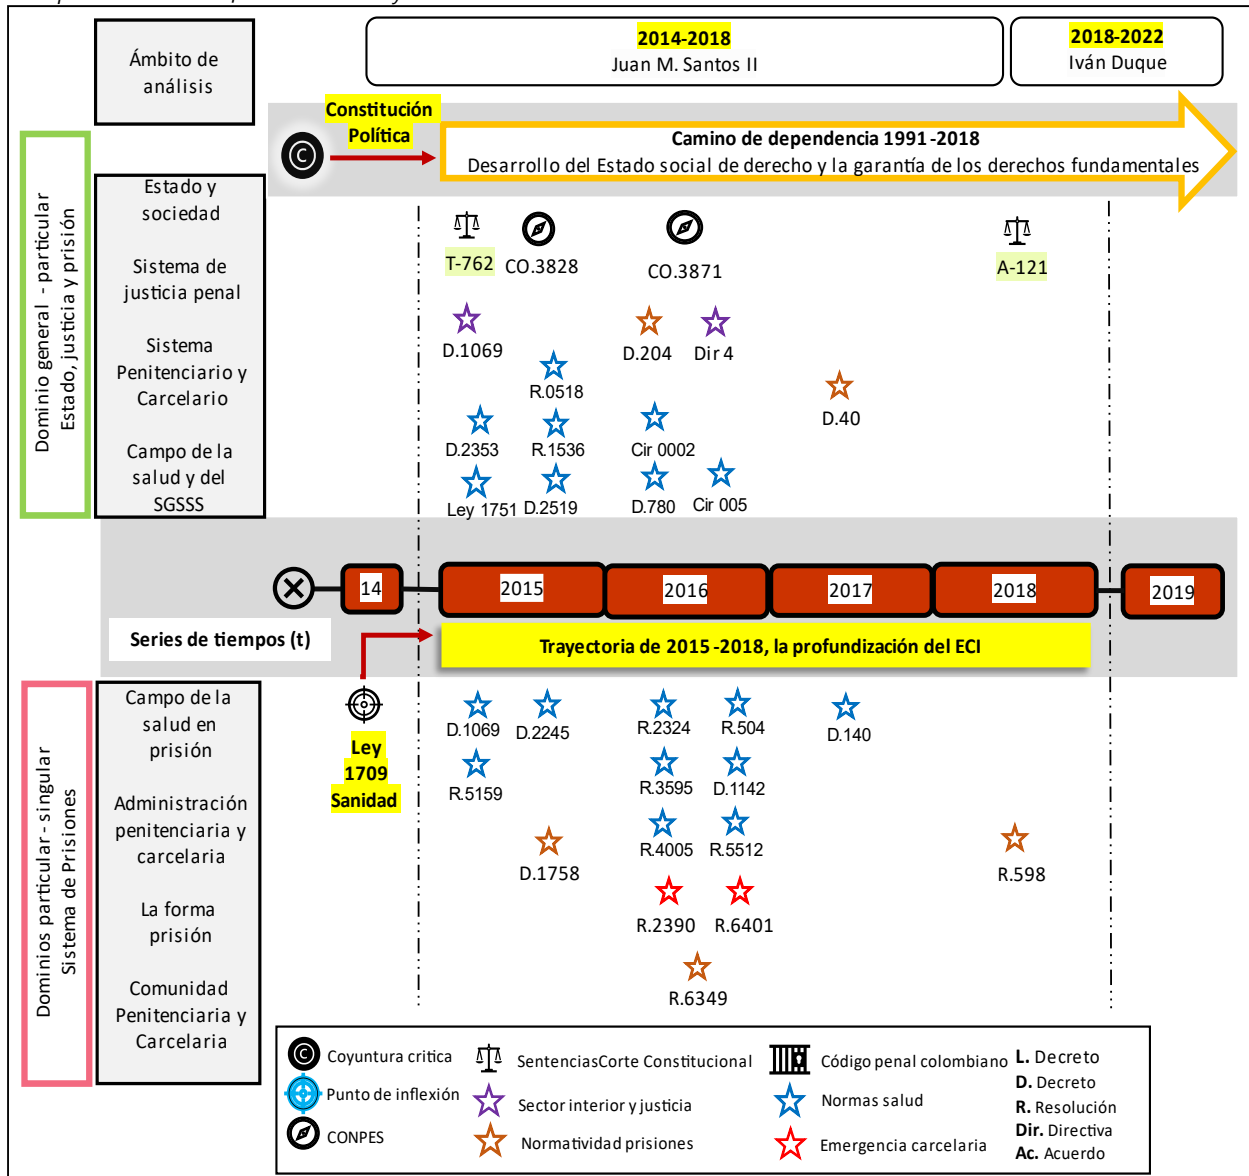 Ámbito de
análisis
2014-2018
Juan M. Santos II
2018-2022
Iván Duque
Constitución
Política
Camino de dependencia 1991-2018
Desarrollo del Estado social de derecho y la garantía de los derechos fundamentales
Dominio general - particular
Estado, justicia y prisión
Estado y
sociedad
Sistema de
justicia penal
Sistema
Penitenciario y
Carcelario
Campo de la
salud y del
SGSSS
T-762
CO.3828
CO.3871
A-121
D.1069
D.204
Dir 4
R.0518
D.40
D.2353
R.1536
Cir 0002
Ley 1751
D.2519
D.780
Cir 005
14
2015
2016
2017
2018
2019
Series de tiempos (t)
Trayectoria de 2015-2018, la profundización del ECI
Dominios particular - singular
Sistema de Prisiones
Campo de la
salud en
prisión
Administración
penitenciaria y
carcelaria
La forma
prisión
Comunidad
Penitenciaria y
Carcelaria
Ley
1709
Sanidad
D.1069
D.2245
R.2324
R.504
D.140
R.5159
R.3595
D.1142
D.1758
R.4005
R.5512
R.598
R.2390
R.6401
R.6349
C
Coyuntura critica
Punto de inflexión
CONPES
SentenciasCorte Constitucional
Sector interior y justicia
Normatividad prisiones
Código penal colombiano
Normas salud
Emergencia carcelaria
L. Decreto
D. Decreto
R. Resolución
Dir. Directiva
Ac. Acuerdo